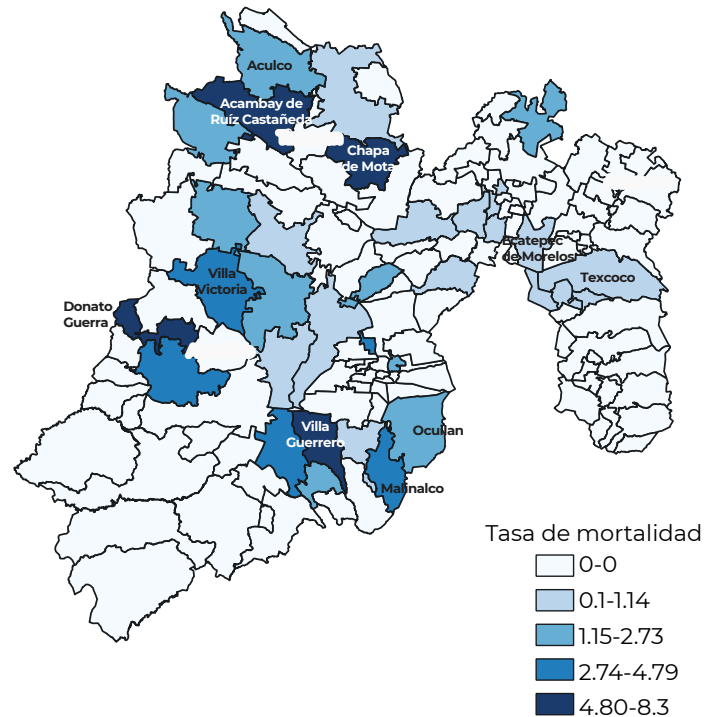 Aculco
Acambay de
Ruíz Castañeda
Chapa
de Mota
Ecatepec
de Morelos
Texcoco
Villa
Victoria
Donato
Guerra
Villa
Guerrero
Ocuilan
Malinalco
Tasa de mortalidad
0-0
0.1-1.14
1.15-2.73
2.74-4.79
4.80-8.3